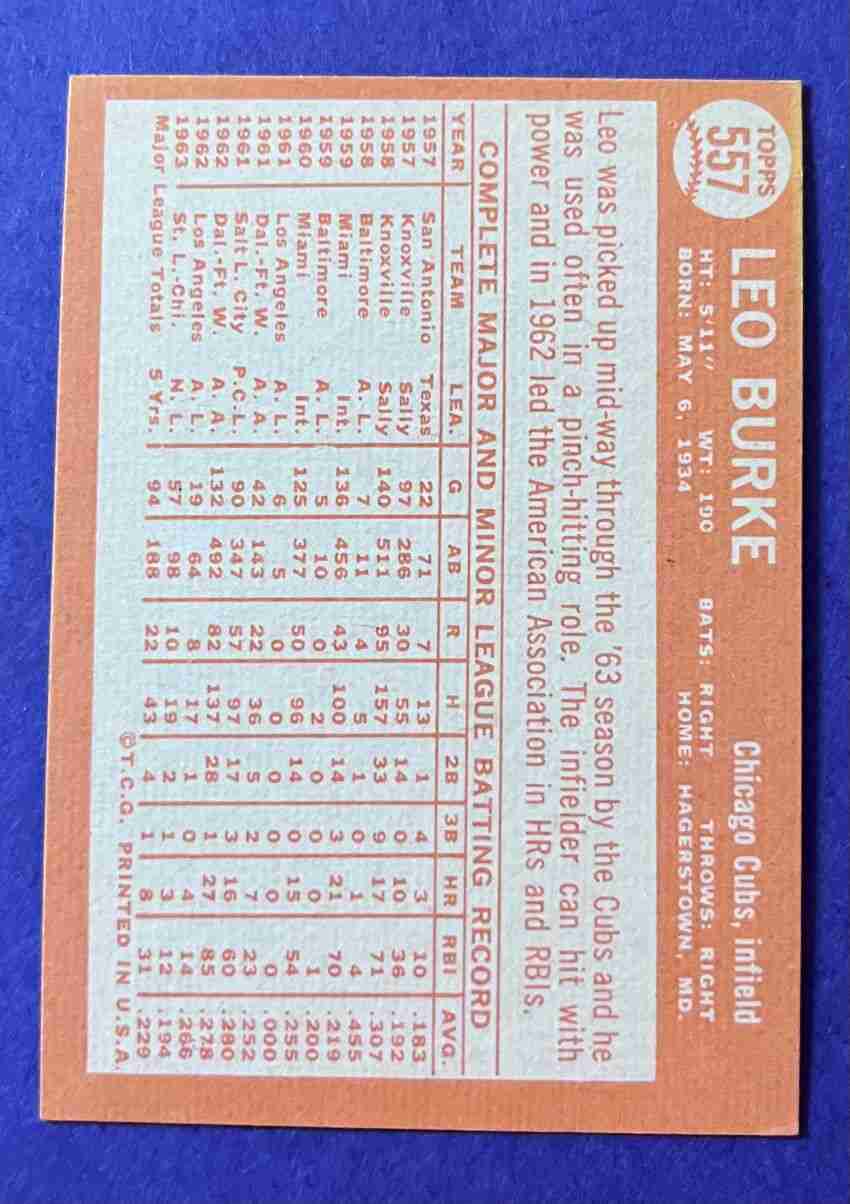 TOPPS
557
LEO BURKE Chicago Cubs, infield
HT: 5'11" WT: 190 BATS: RIGHT THROWS: RIGHT
BORN: MAY 6, 1934 HOME: HAGERSTOWN, MD.
Leo was picked up mid-way through the '63 season by the Cubs and he
was used often in a pinch-hitting role. The infielder can hit with
power and in 1962 led the American Association in HRs and RBIs.
COMPLETE MAJOR AND MINOR LEAGUE BATTING RECORD
YEAR TEAM LEA. G AB R H 2B 3B HR RBI AVG.
1957 San Antonio Texas 22 71 7 13 1 4 3 10 .183
1957 Knoxville Sally 97 286 30 55 14 0 10 36 .192
1958 Knoxville Sally 140 511 95 157 33 9 17 71 .307
1958 Baltimore A. L. 7 11 4 5 1 0 1 4 .455
1959 Miami Int. 136 456 43 100 14 3 21 70 .219
1959 Baltimore A. L. 5 10 0 2 0 0 0 1 .200
1960 Miami Int. 125 377 50 96 14 0 15 54 .255
1961 Los Angeles A. L. 6 5 0 0 0 0 0 0 .000
1961 Dal.-Ft. W. A. A. 42 143 22 36 5 2 7 23 .252
1961 Salt L. City P.C.L. 90 347 57 97 17 3 16 60 .280
1962 Dal.-Ft. W. A. A. 132 492 82 137 28 1 27 85 .278
1962 Los Angeles A. L. 19 64 8 17 1 0 4 14 .266
1963 St. L.-Chi. N. L. 57 98 10 19 2 1 3 12 .194
Major League Totals 5 Yrs. 94 188 22 43 4 1 8 31 .229
©T.C.G. PRINTED IN U.S.A.